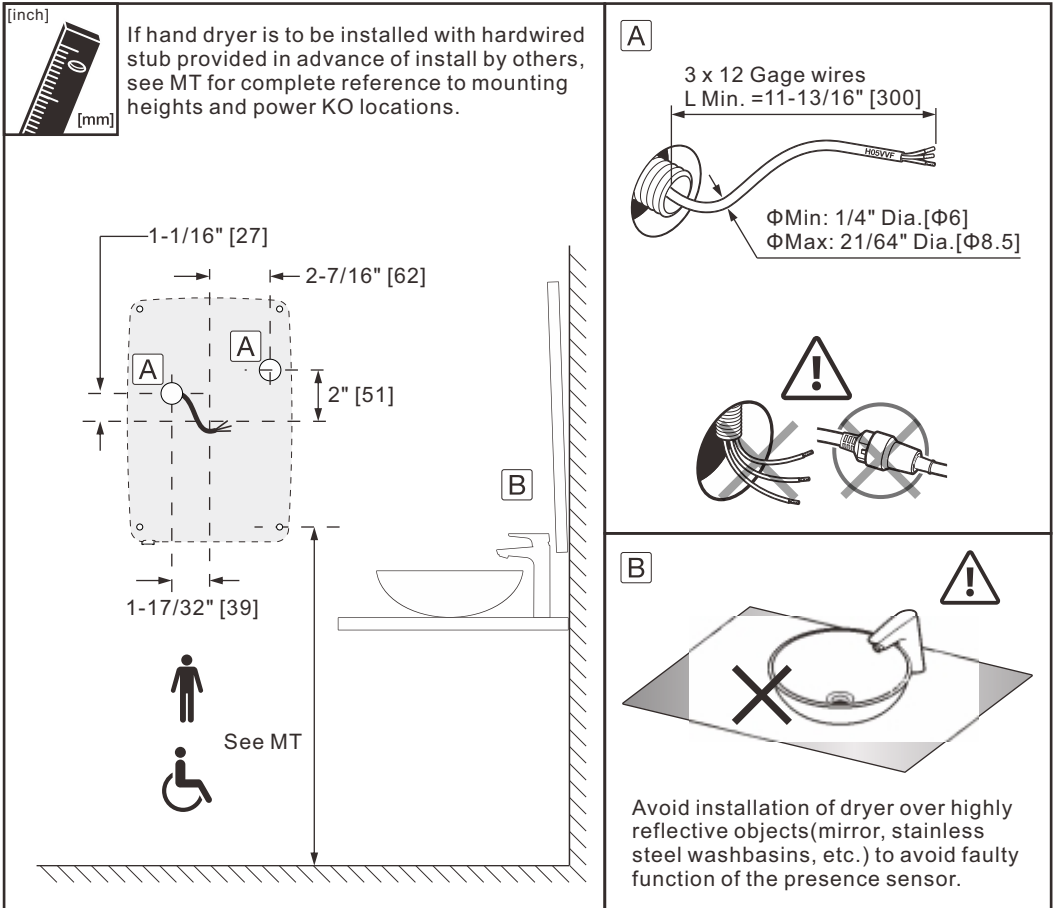 [inch]
[mm]
If hand dryer is to be installed with hardwired
stub provided in advance of install by others,
see MT for complete reference to mounting
heights and power KO locations.
1-1/16" [27]
2-7/16" [62]
A
A
2" [51]
B
1-17/32" [39]
See MT
A
3 x 12 Gage wires
L Min. =11-13/16" [300]
H05VVF
ΦMin: 1/4" Dia.[Φ6]
ΦMax: 21/64" Dia.[Φ8.5]
B
Avoid installation of dryer over highly
reflective objects(mirror, stainless
steel washbasins, etc.) to avoid faulty
function of the presence sensor.